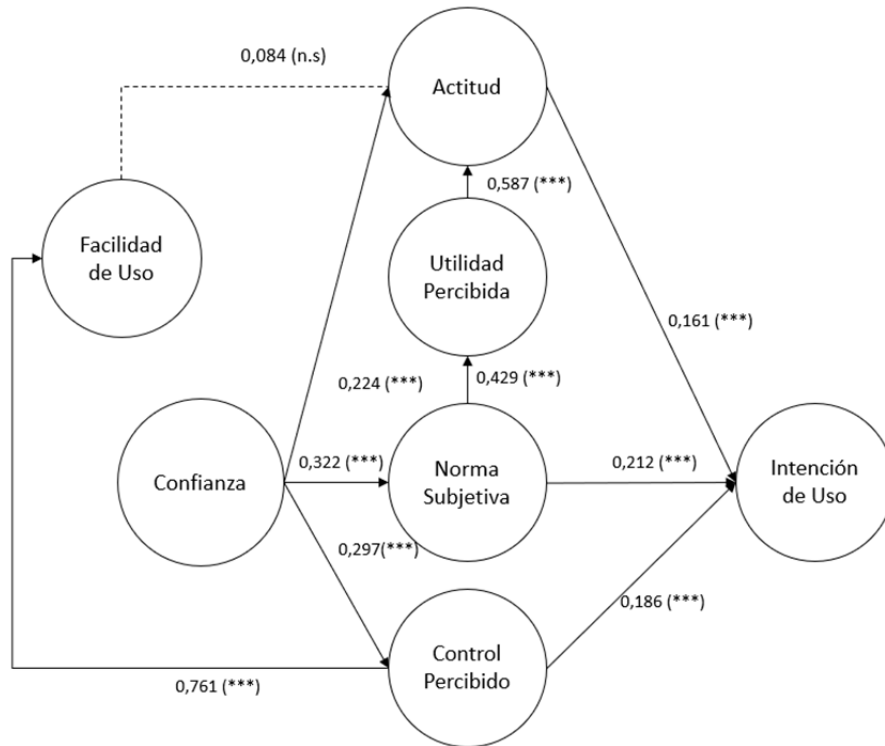 0,084 (n.s)
Actitud
0,587 (***)
Facilidad
de Uso
Utilidad
Percibida
0,161 (***)
0,224 (***)
0,429 (***)
Confianza
0,322 (***)
Norma
Subjetiva
0,212 (***)
Intención
de Uso
0,297(***)
0,186 (***)
Control
Percibido
0,761 (***)